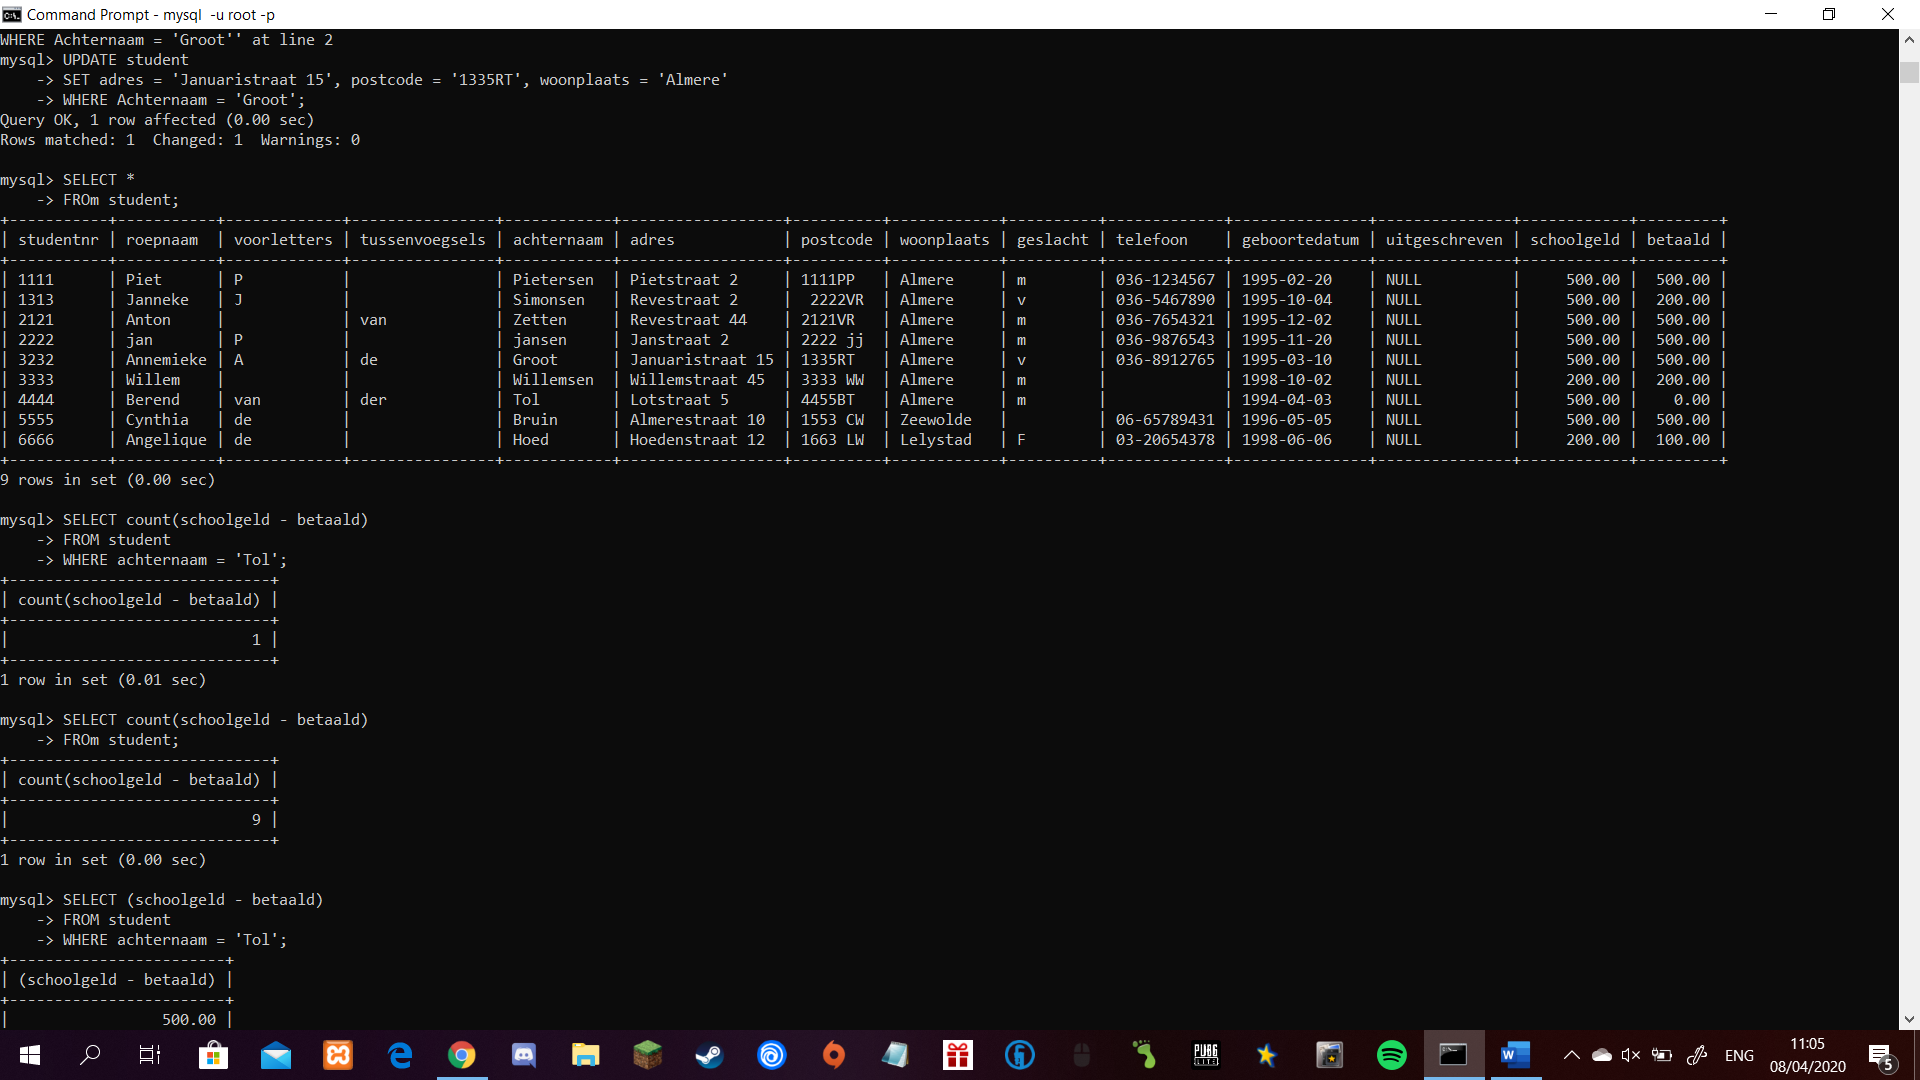 Command Prompt - mysql  -u root -p
WHERE Achternaam = 'Groot'' at line 2
mysql> UPDATE student
    -> SET adres = 'Januaristraat 15', postcode = '1335RT', woonplaats = 'Almere'
    -> WHERE Achternaam = 'Groot';
Query OK, 1 row affected (0.00 sec)
Rows matched: 1  Changed: 1  Warnings: 0
mysql> SELECT *
    -> FROm student;
+-----------+-----------+-------------+----------------+------------+------------------+----------+------------+----------+-------------+---------------+---------------+------------+---------+
| studentnr | roepnaam  | voorletters | tussenvoegsels | achternaam | adres            | postcode | woonplaats | geslacht | telefoon    | geboortedatum | uitgeschreven | schoolgeld | betaald |
+-----------+-----------+-------------+----------------+------------+------------------+----------+------------+----------+-------------+---------------+---------------+------------+---------+
| 1111      | Piet      | P           |                | Pietersen  | Pietstraat 2     | 1111PP   | Almere     | m        | 036-1234567 | 1995-02-20    | NULL          |     500.00 |  500.00 |
| 1313      | Janneke   | J           |                | Simonsen   | Revestraat 2     |  2222VR  | Almere     | v        | 036-5467890 | 1995-10-04    | NULL          |     500.00 |  200.00 |
| 2121      | Anton     |             | van            | Zetten     | Revestraat 44    | 2121VR   | Almere     | m        | 036-7654321 | 1995-12-02    | NULL          |     500.00 |  500.00 |
| 2222      | jan       | P           |                | jansen     | Janstraat 2      | 2222 jj  | Almere     | m        | 036-9876543 | 1995-11-20    | NULL          |     500.00 |  500.00 |
| 3232      | Annemieke | A           | de             | Groot      | Januaristraat 15 | 1335RT   | Almere     | v        | 036-8912765 | 1995-03-10    | NULL          |     500.00 |  500.00 |
| 3333      | Willem    |             |                | Willemsen  | Willemstraat 45  | 3333 WW  | Almere     | m        |             | 1998-10-02    | NULL          |     200.00 |  200.00 |
| 4444      | Berend    | van         | der            | Tol        | Lotstraat 5      | 4455BT   | Almere     | m        |             | 1994-04-03    | NULL          |     500.00 |    0.00 |
| 5555      | Cynthia   | de          |                | Bruin      | Almerestraat 10  | 1553 CW  | Zeewolde   |          | 06-65789431 | 1996-05-05    | NULL          |     500.00 |  500.00 |
| 6666      | Angelique | de          |                | Hoed       | Hoedenstraat 12  | 1663 LW  | Lelystad   | F        | 03-20654378 | 1998-06-06    | NULL          |     200.00 |  100.00 |
+-----------+-----------+-------------+----------------+------------+------------------+----------+------------+----------+-------------+---------------+---------------+------------+---------+
9 rows in set (0.00 sec)
mysql> SELECT count(schoolgeld - betaald)
    -> FROM student
    -> WHERE achternaam = 'Tol';
+-----------------------------+
| count(schoolgeld - betaald) |
+-----------------------------+
|                           1 |
+-----------------------------+
1 row in set (0.01 sec)
mysql> SELECT count(schoolgeld - betaald)
    -> FROm student;
+-----------------------------+
| count(schoolgeld - betaald) |
+-----------------------------+
|                           9 |
+-----------------------------+
1 row in set (0.00 sec)
mysql> SELECT (schoolgeld - betaald)
    -> FROM student
    -> WHERE achternaam = 'Tol';
+------------------------+
| (schoolgeld - betaald) |
+------------------------+
|                 500.00 |
PUBG
LITE
W
ENG
11:05
08/04/2020
5